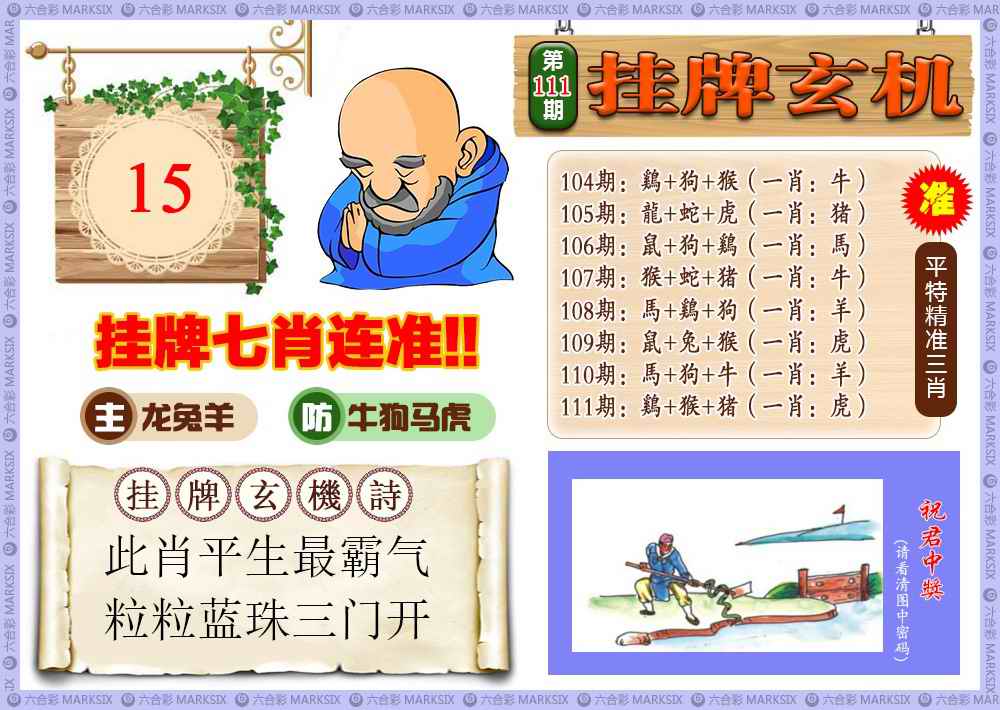 六合彩 MARKSIX
15
挂牌七肖连准!!
主 龙兔羊
防 牛狗马虎
挂牌玄機詩
此肖平生最霸气
粒粒蓝珠三门开
第111期
挂牌玄机
104期：鷄+狗+猴（一肖：牛）
105期：龍+蛇+虎（一肖：猪）
106期：鼠+狗+鷄（一肖：馬）
107期：猴+蛇+猪（一肖：牛）
108期：馬+鷄+狗（一肖：羊）
109期：鼠+兔+猴（一肖：虎）
110期：馬+狗+牛（一肖：羊）
111期：鷄+猴+猪（一肖：虎）
准
平特精准三肖
祝君中獎
（请看清图中密码）